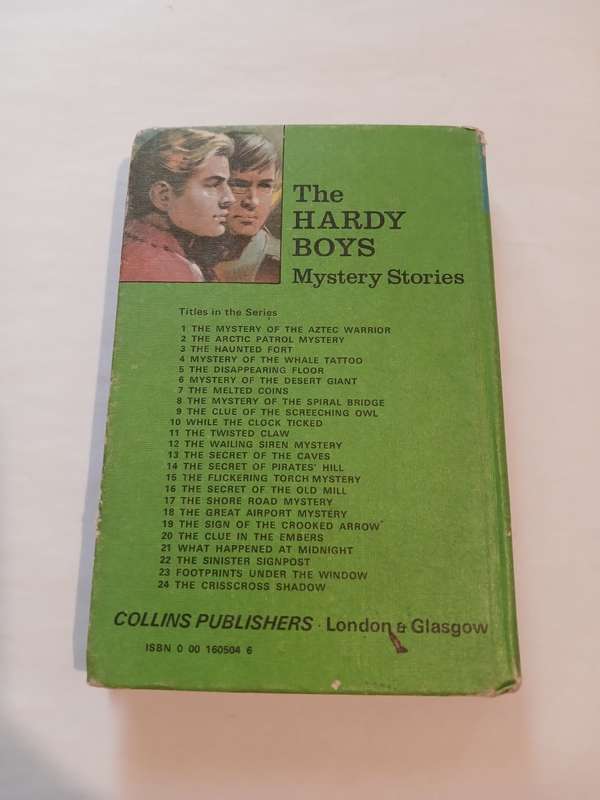 The
HARDY
BOYS
Mystery Stories
Titles in the Series
1 THE MYSTERY OF THE AZTEC WARRIOR
2 THE ARCTIC PATROL MYSTERY
3 THE HAUNTED FORT
4 MYSTERY OF THE WHALE TATTOO
5 THE DISAPPEARING FLOOR
6 MYSTERY OF THE DESERT GIANT
7 THE MELTED COINS
8 THE MYSTERY OF THE SPIRAL BRIDGE
9 THE CLUE OF THE SCREECHING OWL
10 WHILE THE CLOCK TICKED
11 THE TWISTED CLAW
12 THE WAILING SIREN MYSTERY
13 THE SECRET OF THE CAVES
14 THE SECRET OF PIRATES' HILL
15 THE FLICKERING TORCH MYSTERY
16 THE SECRET OF THE OLD MILL
17 THE SHORE ROAD MYSTERY
18 THE GREAT AIRPORT MYSTERY
19 THE SIGN OF THE CROOKED ARROW
20 THE CLUE IN THE EMBERS
21 WHAT HAPPENED AT MIDNIGHT
22 THE SINISTER SIGNPOST
23 FOOTPRINTS UNDER THE WINDOW
24 THE CRISSCROSS SHADOW
COLLINS PUBLISHERS · London & Glasgow
ISBN 0 00 160504 6